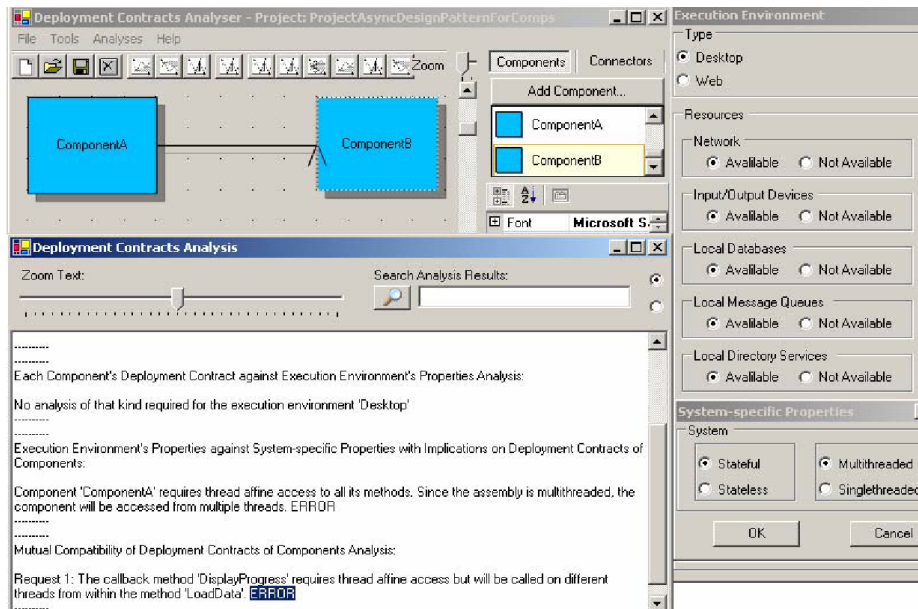 Deployment Contracts Analyser - Project: ProjectAsyncDesignPatternForComps
File Tools Analyses Help
Zoom
Components Connectors
Add Component...
ComponentA
ComponentB
ComponentA
ComponentB
Font Microsoft S
Deployment Contracts Analysis
Zoom Text:
Search Analysis Results:
----------
----------
Each Component's Deployment Contract against Execution Environment's Properties Analysis:
No analysis of that kind required for the execution environment 'Desktop'
----------
----------
Execution Environment's Properties against System-specific Properties with Implications on Deployment Contracts of
Components:
Component 'ComponentA' requires thread affine access to all its methods. Since the assembly is multithreaded, the
component will be accessed from multiple threads. ERROR
----------
----------
Mutual Compatibility of Deployment Contracts of Components Analysis:
Request 1: The callback method 'DisplayProgress' requires thread affine access but will be called on different
threads from within the method 'LoadData'. ERROR
----------
Execution Environment
Type
Desktop
Web
Resources
Network
Available Not Available
Input/Output Devices
Available Not Available
Local Databases
Available Not Available
Local Message Queues
Available Not Available
Local Directory Services
Available Not Available
System-specific Properties
System
Stateful Multithreaded
Stateless Singlethreaded
OK Cancel